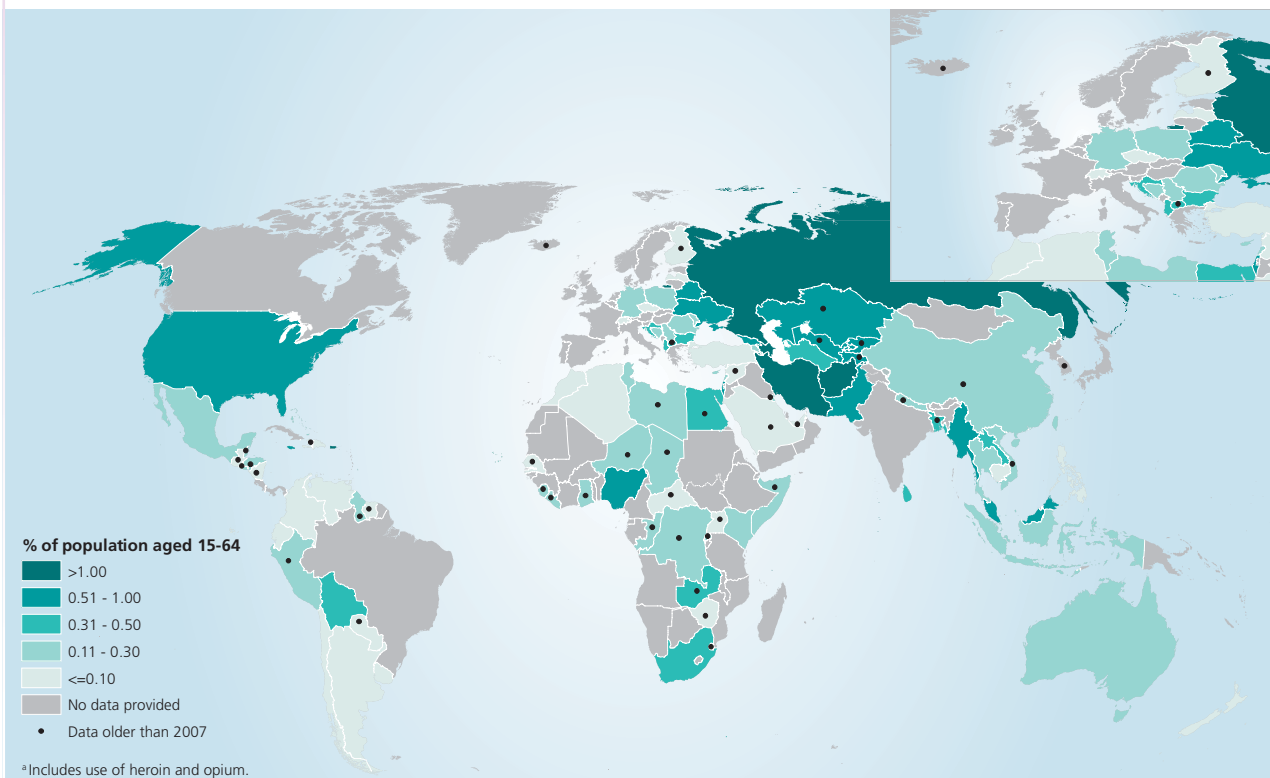 % of population aged 15-64
>1.00
0.51 - 1.00
0.31 - 0.50
0.11 - 0.30
<=0.10
No data provided
Data older than 2007
a Includes use of heroin and opium.